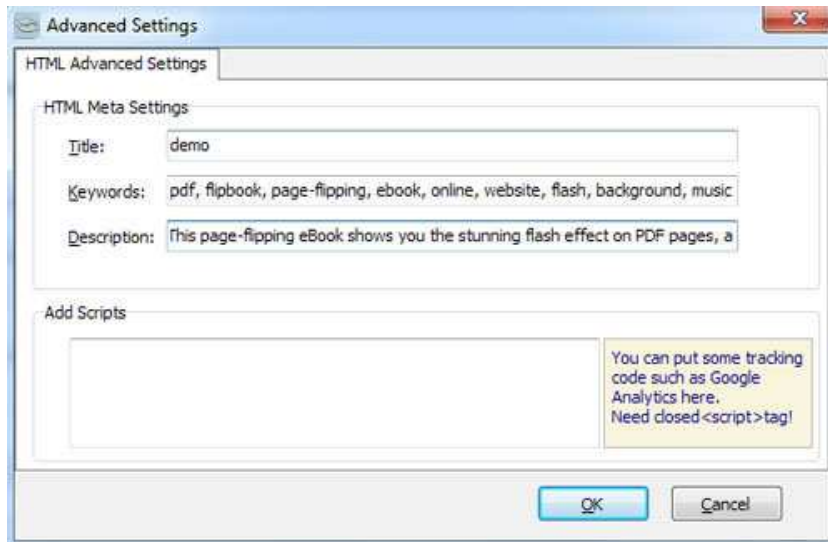 Advanced Settings
HTML Advanced Settings
HTML Meta Settings
Title: demo
Keywords: pdf, flipbook, page-flipping, ebook, online, website, flash, background, music
Description: This page-flipping eBook shows you the stunning flash effect on PDF pages, a
Add Scripts
You can put some tracking
code such as Google
Analytics here.
Need closed<script>tag!
OK Cancel